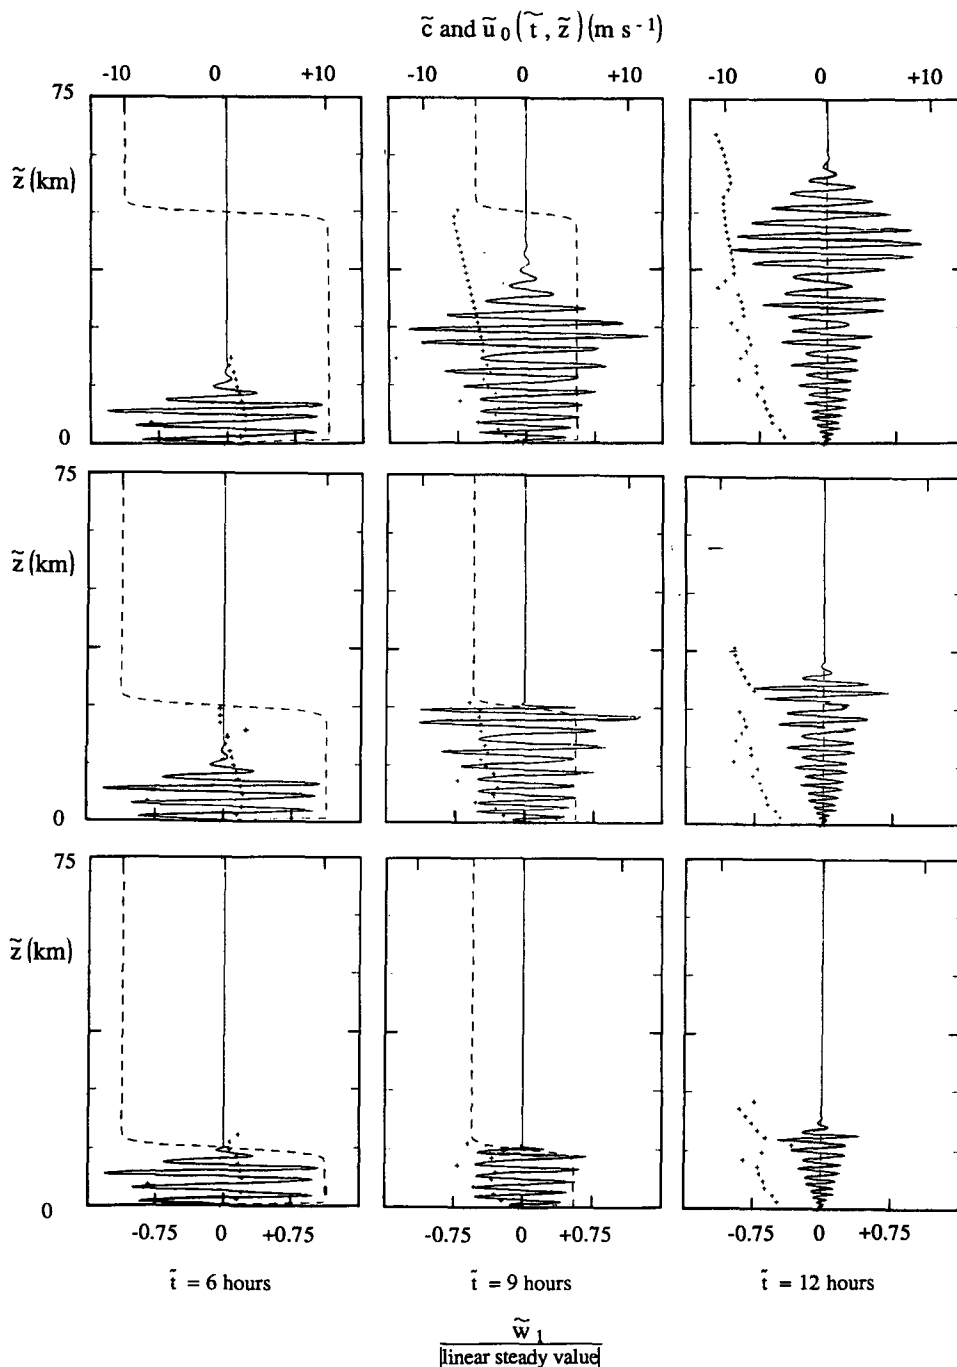 c̃ and ũ₀(t̃, z̃)(m s⁻¹)
-10 0 +10 -10 0 +10 -10 0 +10
75
z̃ (km)
0
75
z̃ (km)
0
75
z̃ (km)
0
-0.75 0 +0.75 -0.75 0 +0.75 -0.75 0 +0.75
t̃ = 6 hours t̃ = 9 hours t̃ = 12 hours
w̃₁
|linear steady value|